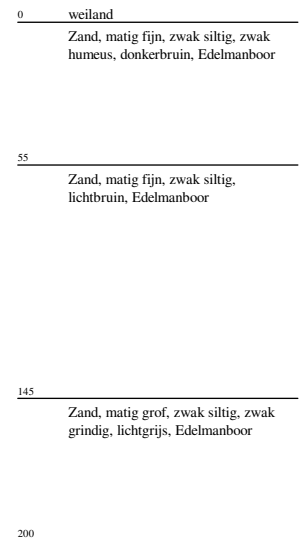 0 weiland
Zand, matig fijn, zwak siltig, zwak
humeus, donkerbruin, Edelmanboor
55
Zand, matig fijn, zwak siltig,
lichtbruin, Edelmanboor
145
Zand, matig grof, zwak siltig, zwak
grindig, lichtgrijs, Edelmanboor
200